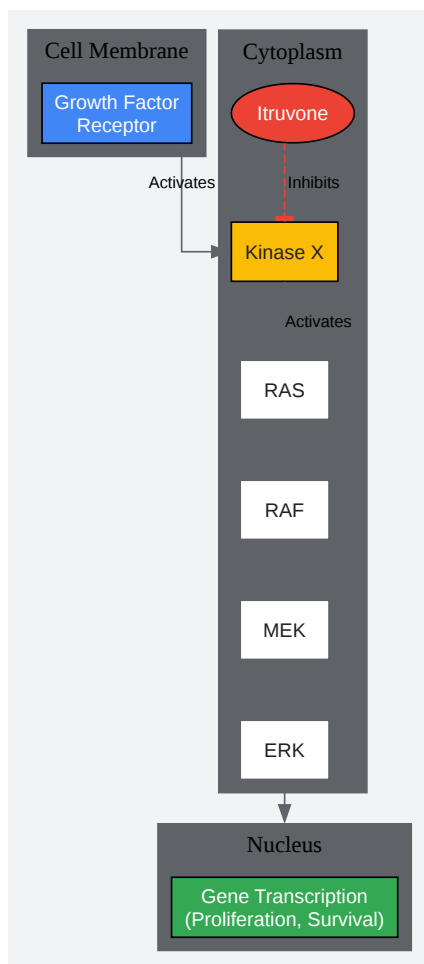 Cell Membrane
Growth Factor
Receptor
Cytoplasm
Itruvone
Activates
Inhibits
Kinase X
Activates
RAS
RAF
MEK
ERK
Nucleus
Gene Transcription
(Proliferation, Survival)